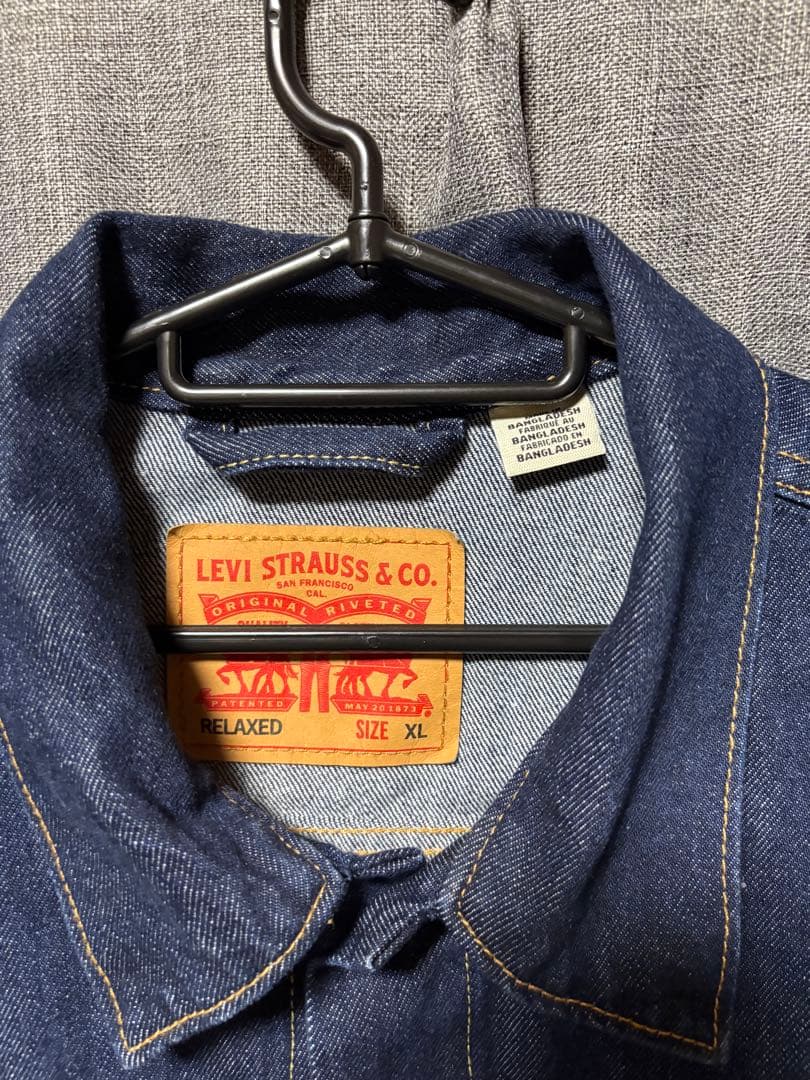 BANGLADESH
FABRIQUÉ AU
BANGLADESH
FABRICADO EN
BANGLADESH
LEVI STRAUSS & CO.
SAN FRANCISCO
CAL.
ORIGINAL RIVETED
QUALITY
PATENTED MAY 20 1873
RELAXED SIZE XL